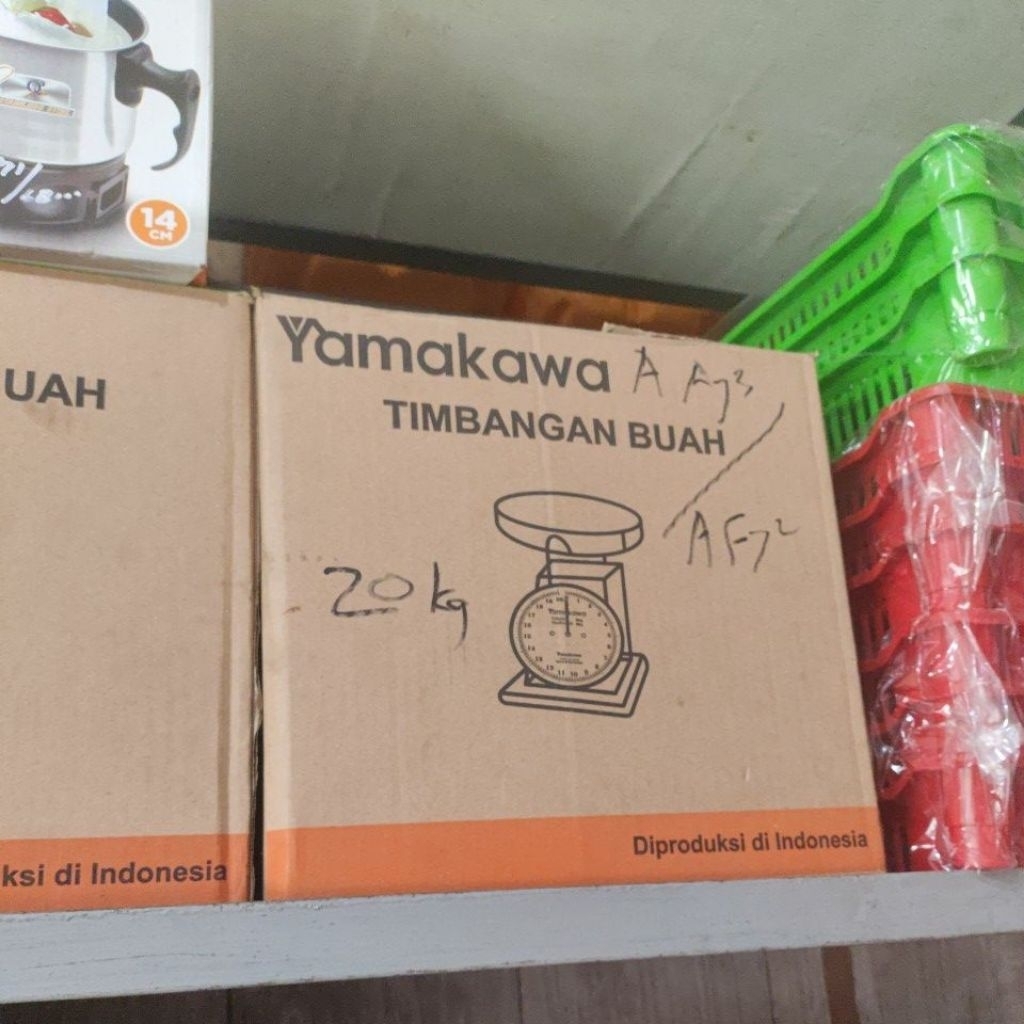 14
CM
UAH
ksi di Indonesia
Yamakawa
TIMBANGAN BUAH
20 kg
Diproduksi di Indonesia